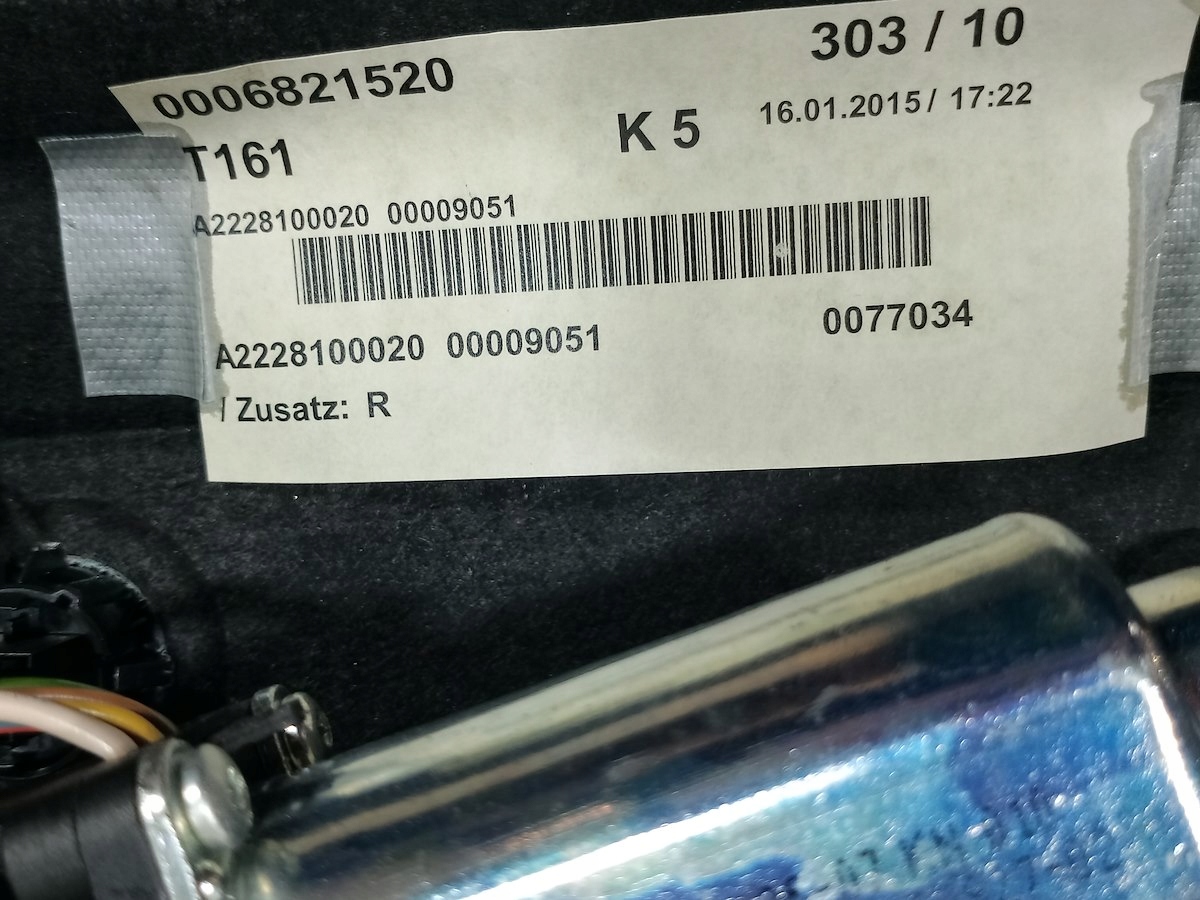 0006821520
303 / 10
T161
K 5
16.01.2015 / 17:22
A2228100020 00009051
A2228100020 00009051
0077034
/ Zusatz: R